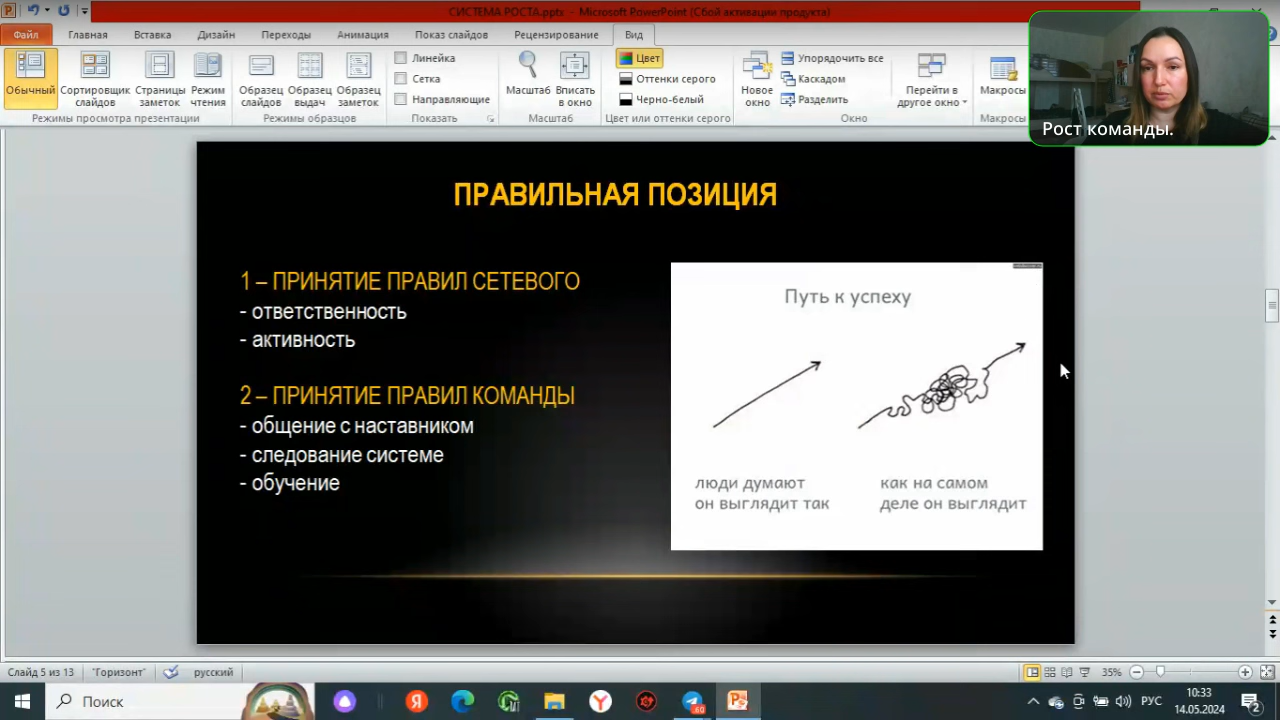 СИСТЕМА РОСТА.pptx - Microsoft PowerPoint (Сбой активации продукта)
Файл Главная Вставка Дизайн Переходы Анимация Показ слайдов Рецензирование Вид
Обычный
Сортировщик слайдов
Страницы заметок
Режим чтения
Режимы просмотра презентации
Образец слайдов
Образец выдач
Образец заметок
Режимы образцов
Линейка
Сетка
Направляющие
Показать
Масштаб
Вписать в окно
Масштаб
Цвет
Оттенки серого
Черно-белый
Цвет или оттенки серого
Новое окно
Упорядочить все
Каскадом
Разделить
Перейти в другое окно
Окно
Макросы
Макросы
Рост команды.
ПРАВИЛЬНАЯ ПОЗИЦИЯ
1 – ПРИНЯТИЕ ПРАВИЛ СЕТЕВОГО
- ответственность
- активность
2 – ПРИНЯТИЕ ПРАВИЛ КОМАНДЫ
- общение с наставником
- следование системе
- обучение
Путь к успеху
люди думают
он выглядит так
как на самом
деле он выглядит
Слайд 5 из 13 "Горизонт" русский 35%
Поиск
60
РУС
10:33
14.05.2024
2